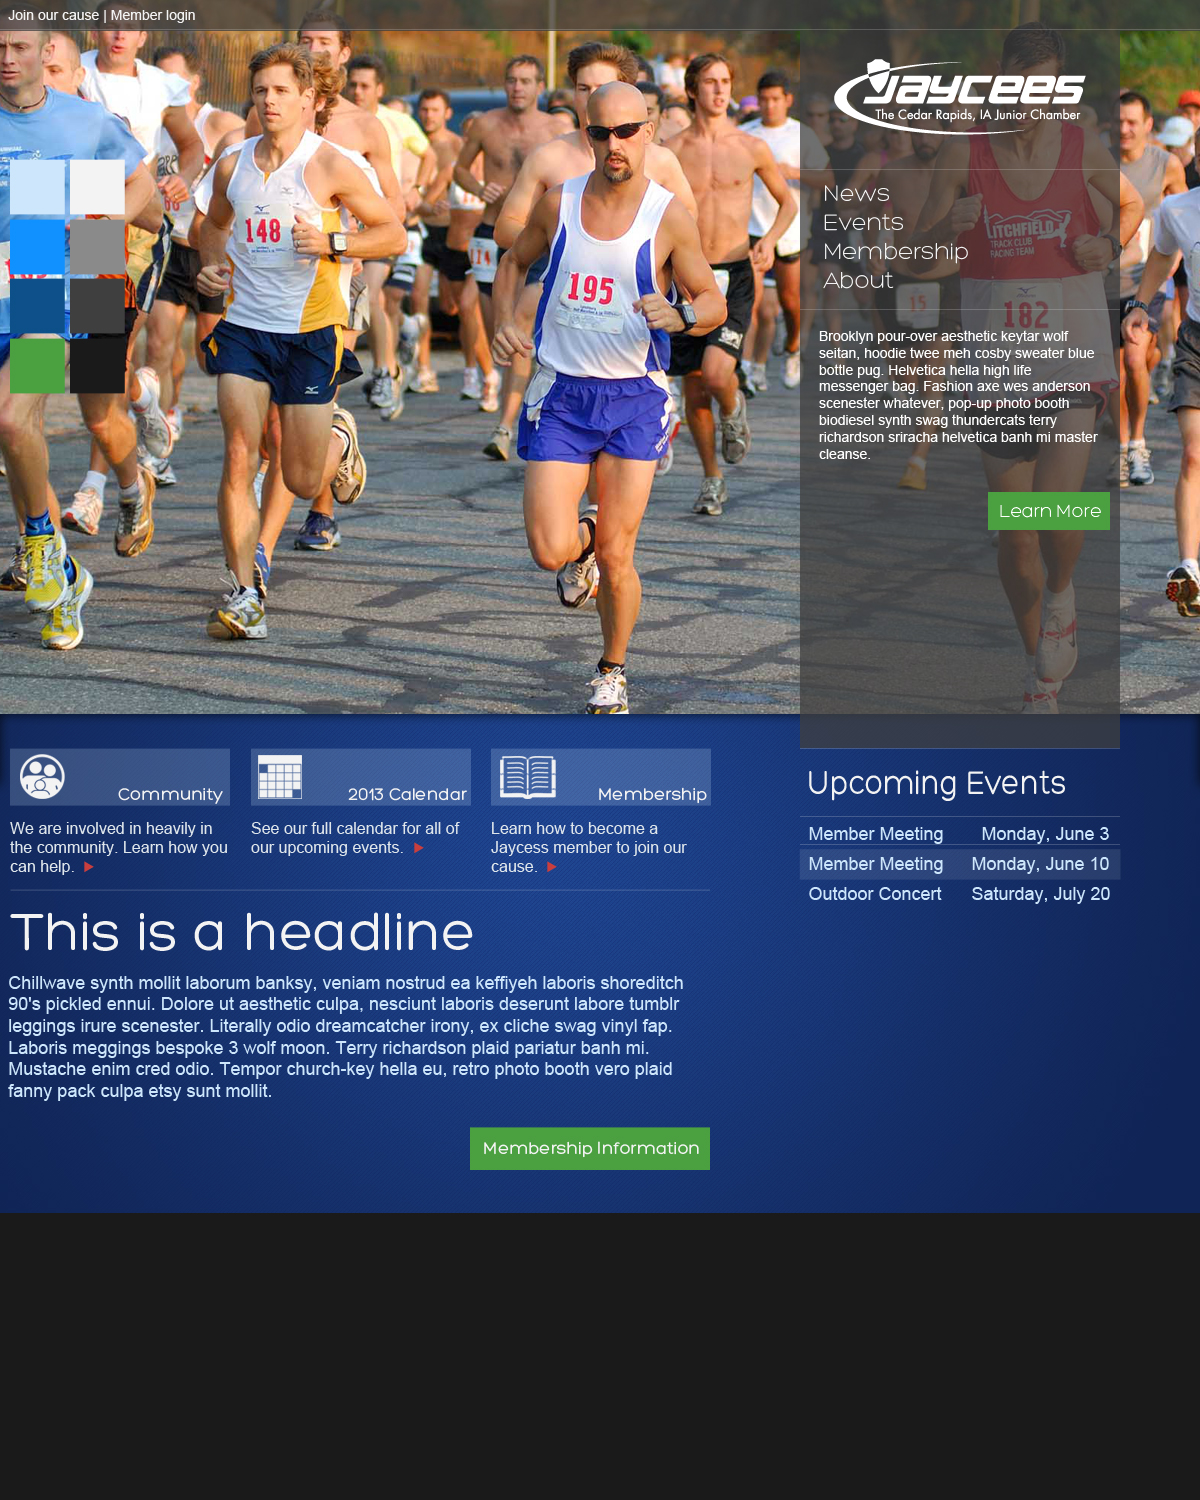 Join our cause | Member login
Jaycees
The Cedar Rapids, IA Junior Chamber
News
Events
Membership
About
148
195
114
LITCHFIELD
TRACK CLUB
RACING TEAM
15
182
Brooklyn pour-over aesthetic keytar wolf
seitan, hoodie twee meh cosby sweater blue
bottle pug. Helvetica hella high life
messenger bag. Fashion axe wes anderson
scenester whatever, pop-up photo booth
biodiesel synth swag thundercats terry
richardson sriracha helvetica banh mi master
cleanse.
Learn More
Community
We are involved in heavily in
the community. Learn how you
can help.
2013 Calendar
See our full calendar for all of
our upcoming events.
Membership
Learn how to become a
Jaycess member to join our
cause.
Upcoming Events
Member Meeting Monday, June 3
Member Meeting Monday, June 10
Outdoor Concert Saturday, July 20
This is a headline
Chillwave synth mollit laborum banksy, veniam nostrud ea keffiyeh laboris shoreditch
90's pickled ennui. Dolore ut aesthetic culpa, nesciunt laboris deserunt labore tumblr
leggings irure scenester. Literally odio dreamcatcher irony, ex cliche swag vinyl fap.
Laboris meggings bespoke 3 wolf moon. Terry richardson plaid pariatur banh mi.
Mustache enim cred odio. Tempor church-key hella eu, retro photo booth vero plaid
fanny pack culpa etsy sunt mollit.
Membership Information